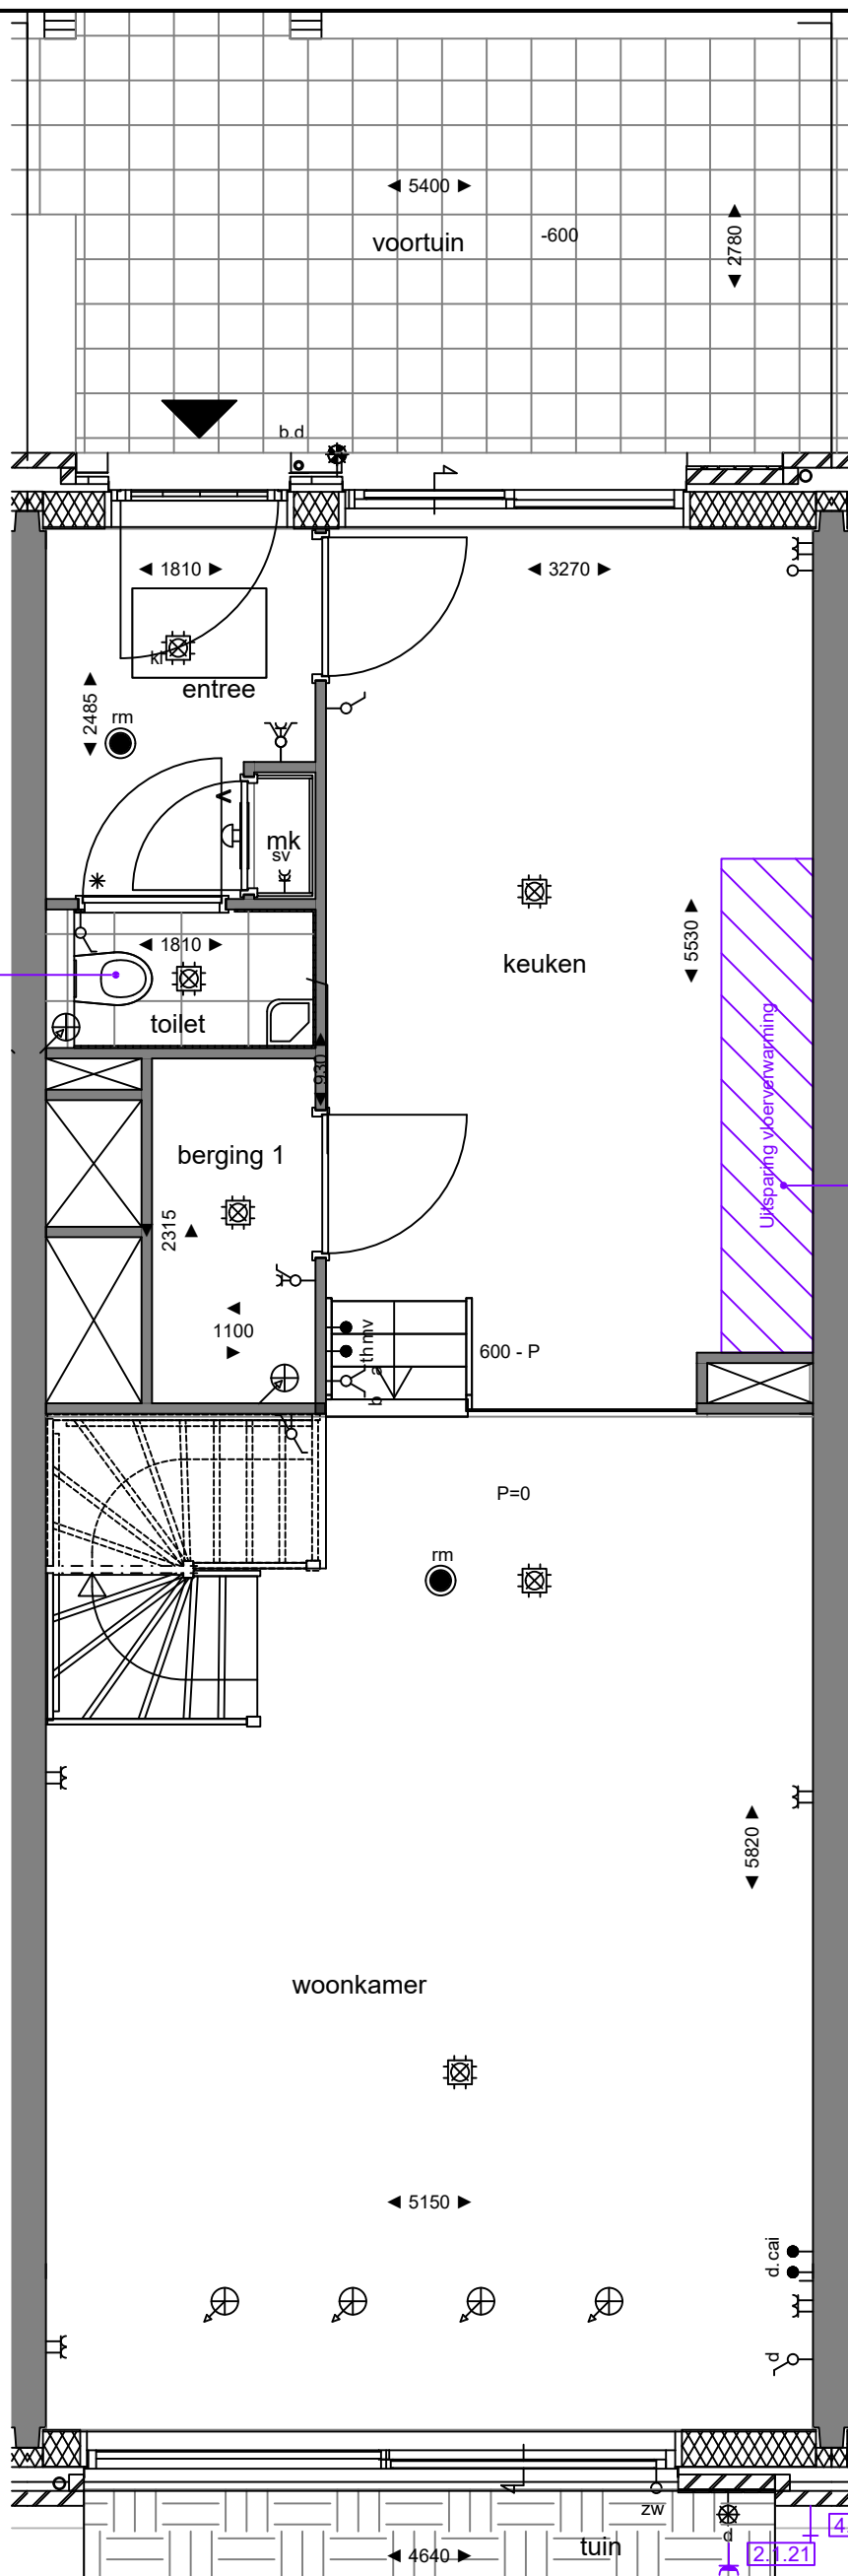 5400
voortuin
-600
2780
b.d
1810
3270
kl
entree
2485
rm
mk
sv
1810
keuken
5530
toilet
930
Uitsparing vloerverwarming
berging 1
2315
1100
mv
th
a
b
600 - P
P=0
rm
5820
woonkamer
5150
d.cai
d
zw
tuin
d
4640
2.1.21
4.